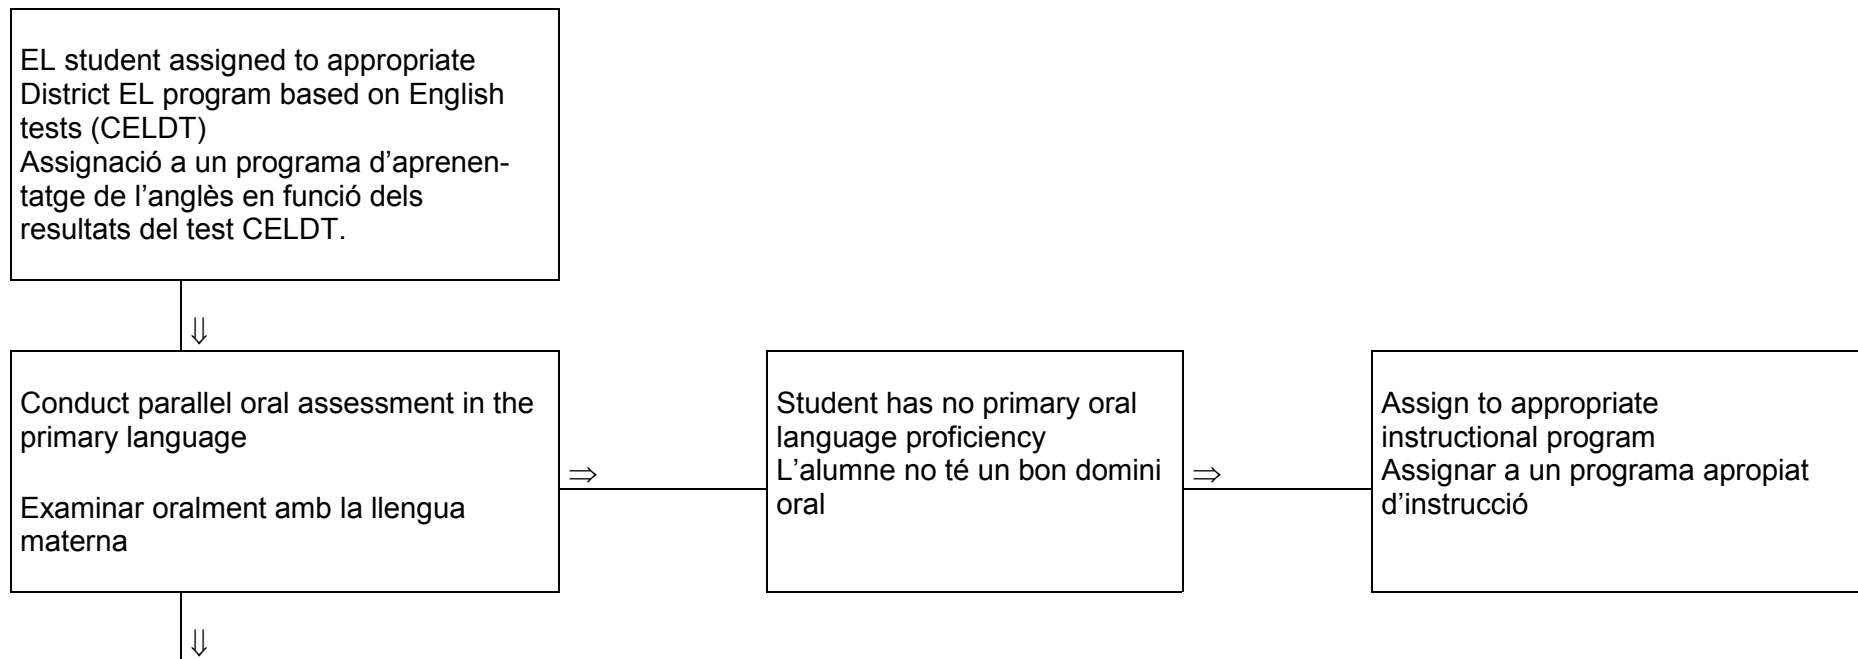 EL student assigned to appropriate
District EL program based on English
tests (CELDT)
Assignació a un programa d’aprenen-
tatge de l’anglès en funció dels
resultats del test CELDT.
⇓
Conduct parallel oral assessment in the
primary language
Examinar oralment amb la llengua
materna
⇒
Student has no primary oral
language proficiency
L’alumne no té un bon domini
oral
⇒
Assign to appropriate
instructional program
Assignar a un programa apropiat
d’instrucció
⇓